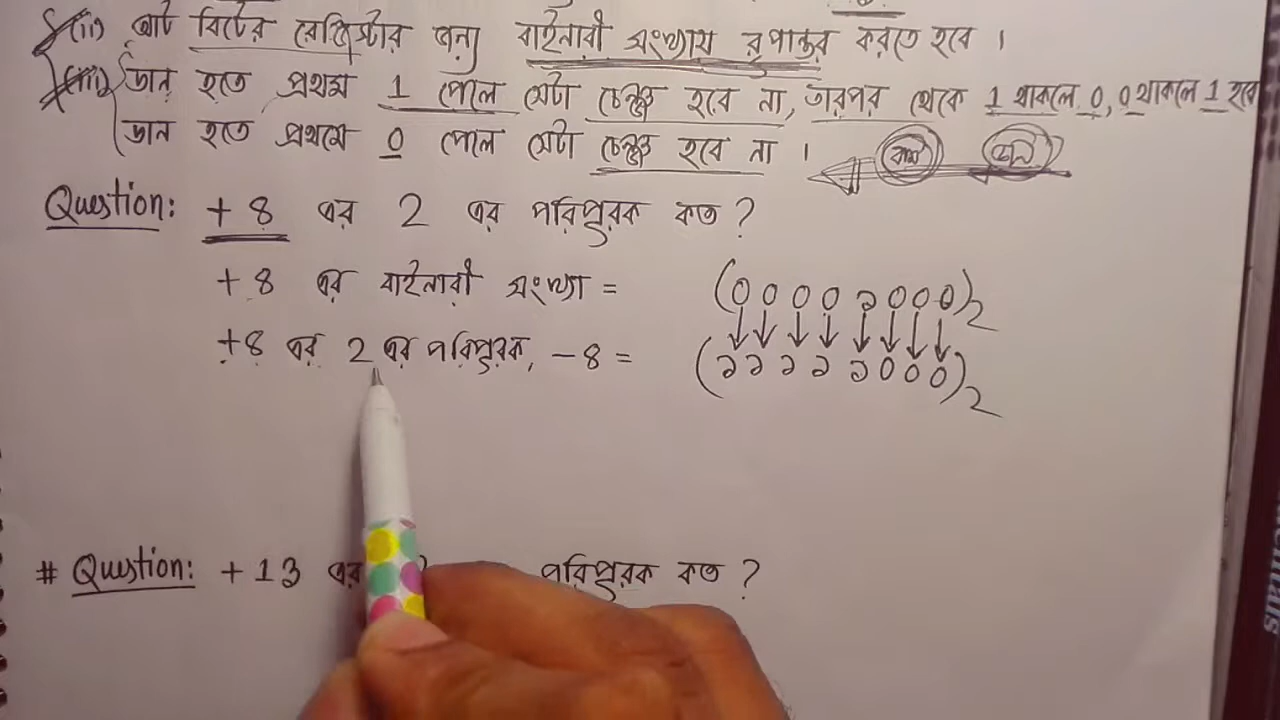 (ii) আট বিটের রেজিস্টার জন্য বাইনারী সংখ্যায় রূপান্তর করতে হবে ।
(iii) ডান হতে প্রথম 1 পেলে সেটা চেঞ্জ হবে না, তারপর থেকে 1 থাকলে 0, 0 থাকলে 1 হবে
ডান হতে প্রথমে 0 পেলে সেটা চেঞ্জ হবে না ।
বাম ডান
Question: +8 এর 2 এর পরিপুরক কত ?
+8 এর বাইনারী সংখ্যা = (0000১000)2
+8 এর 2 এর পরিপুরক, -8 = (১১১১১000)2
# Question: +13 এর পরিপুরক কত ?